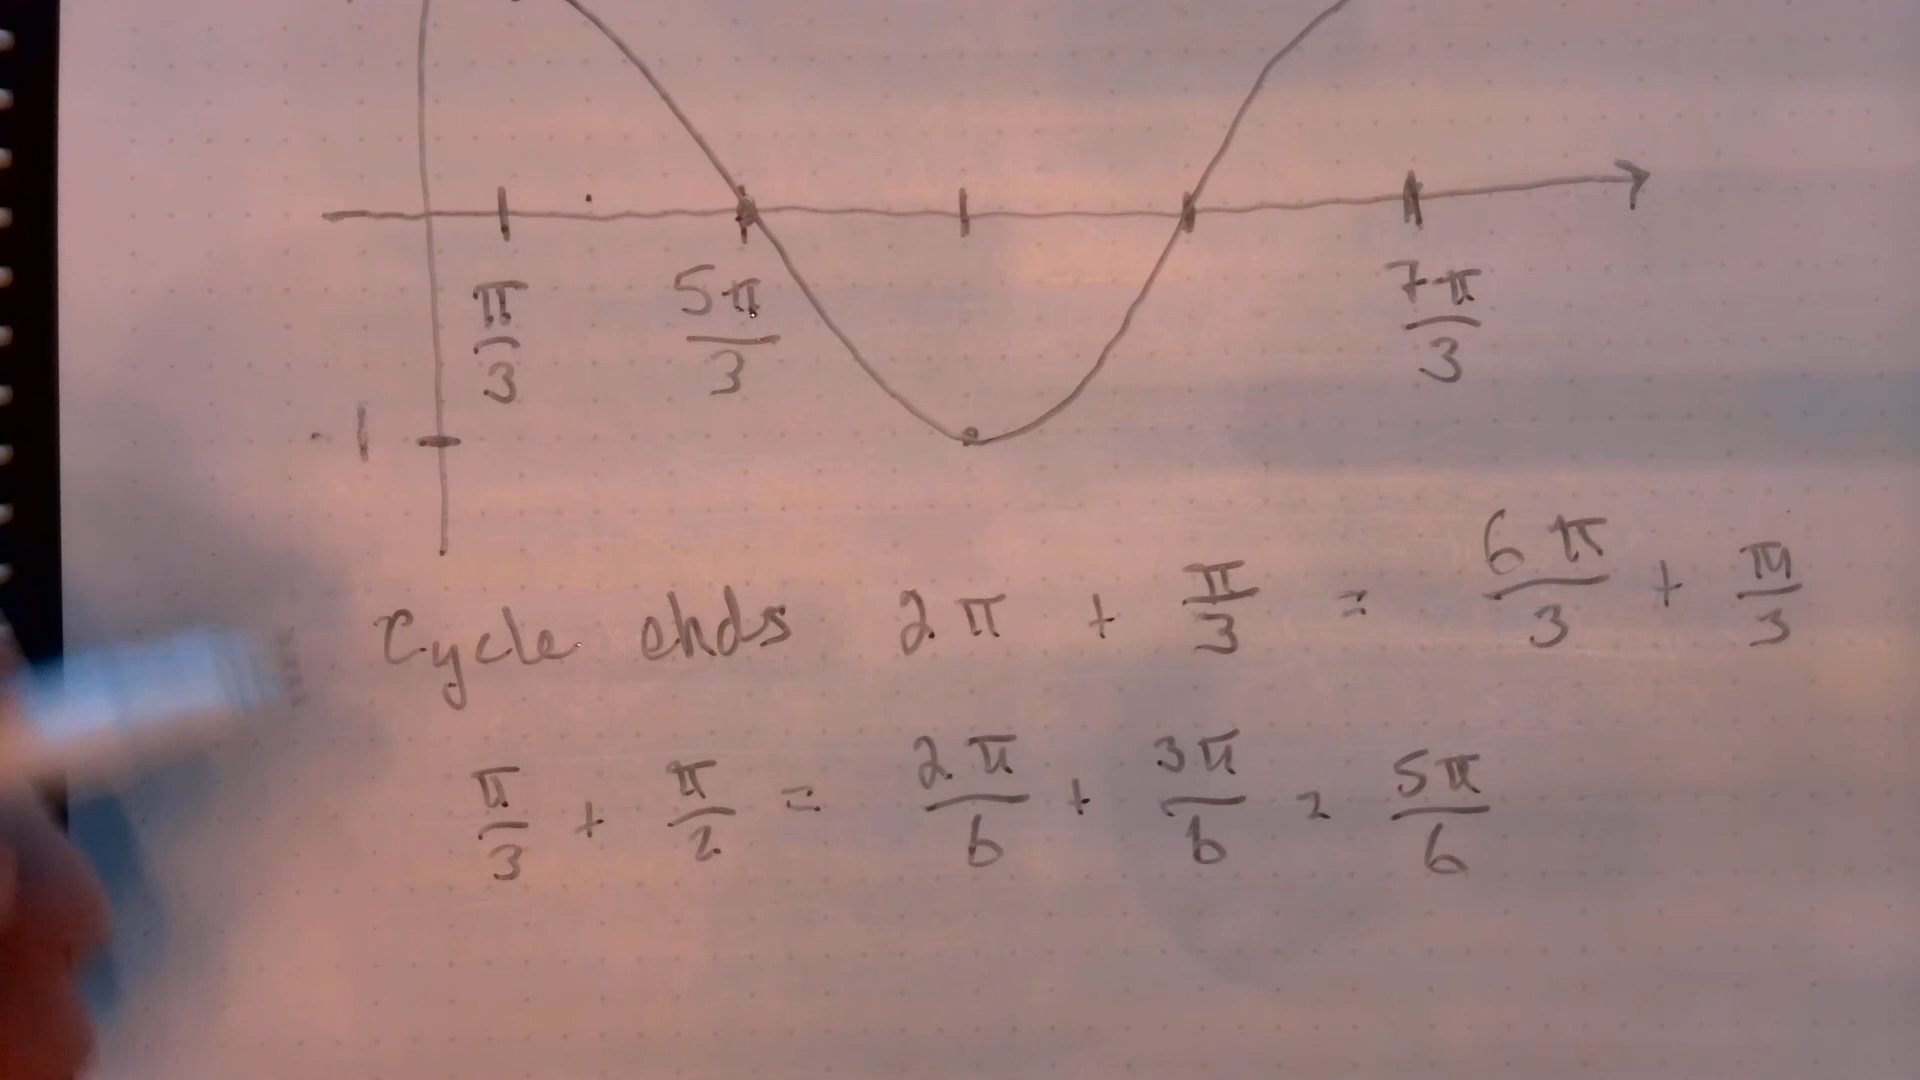 π/3 5π/3 7π/3
-1
Cycle ends 2π + π/3 = 6π/3 + π/3
π/3 + π/2 = 2π/6 + 3π/6 = 5π/6